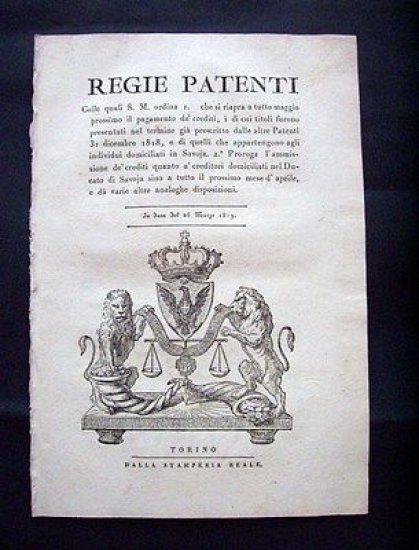 REGIE PATENTI
Colle quali S. M. ordina 1. che si riapra a tutto maggio
prossimo il pagamento de' crediti, i di cui titoli furono
presentati nel termine già prescritto dalle altre Patenti
31 dicembre 1818, e di quelli che appartengono agli
individui domiciliati in Savoja. 2.° Proroga l'ammis-
sione de' crediti quanto a' creditori domiciliati nel Du-
cato di Savoja sino a tutto il prossimo mese d'aprile,
e dà varie altre analoghe disposizioni.
In data del 26 Marzo 1819.
TORINO
DALLA STAMPERIA REALE.